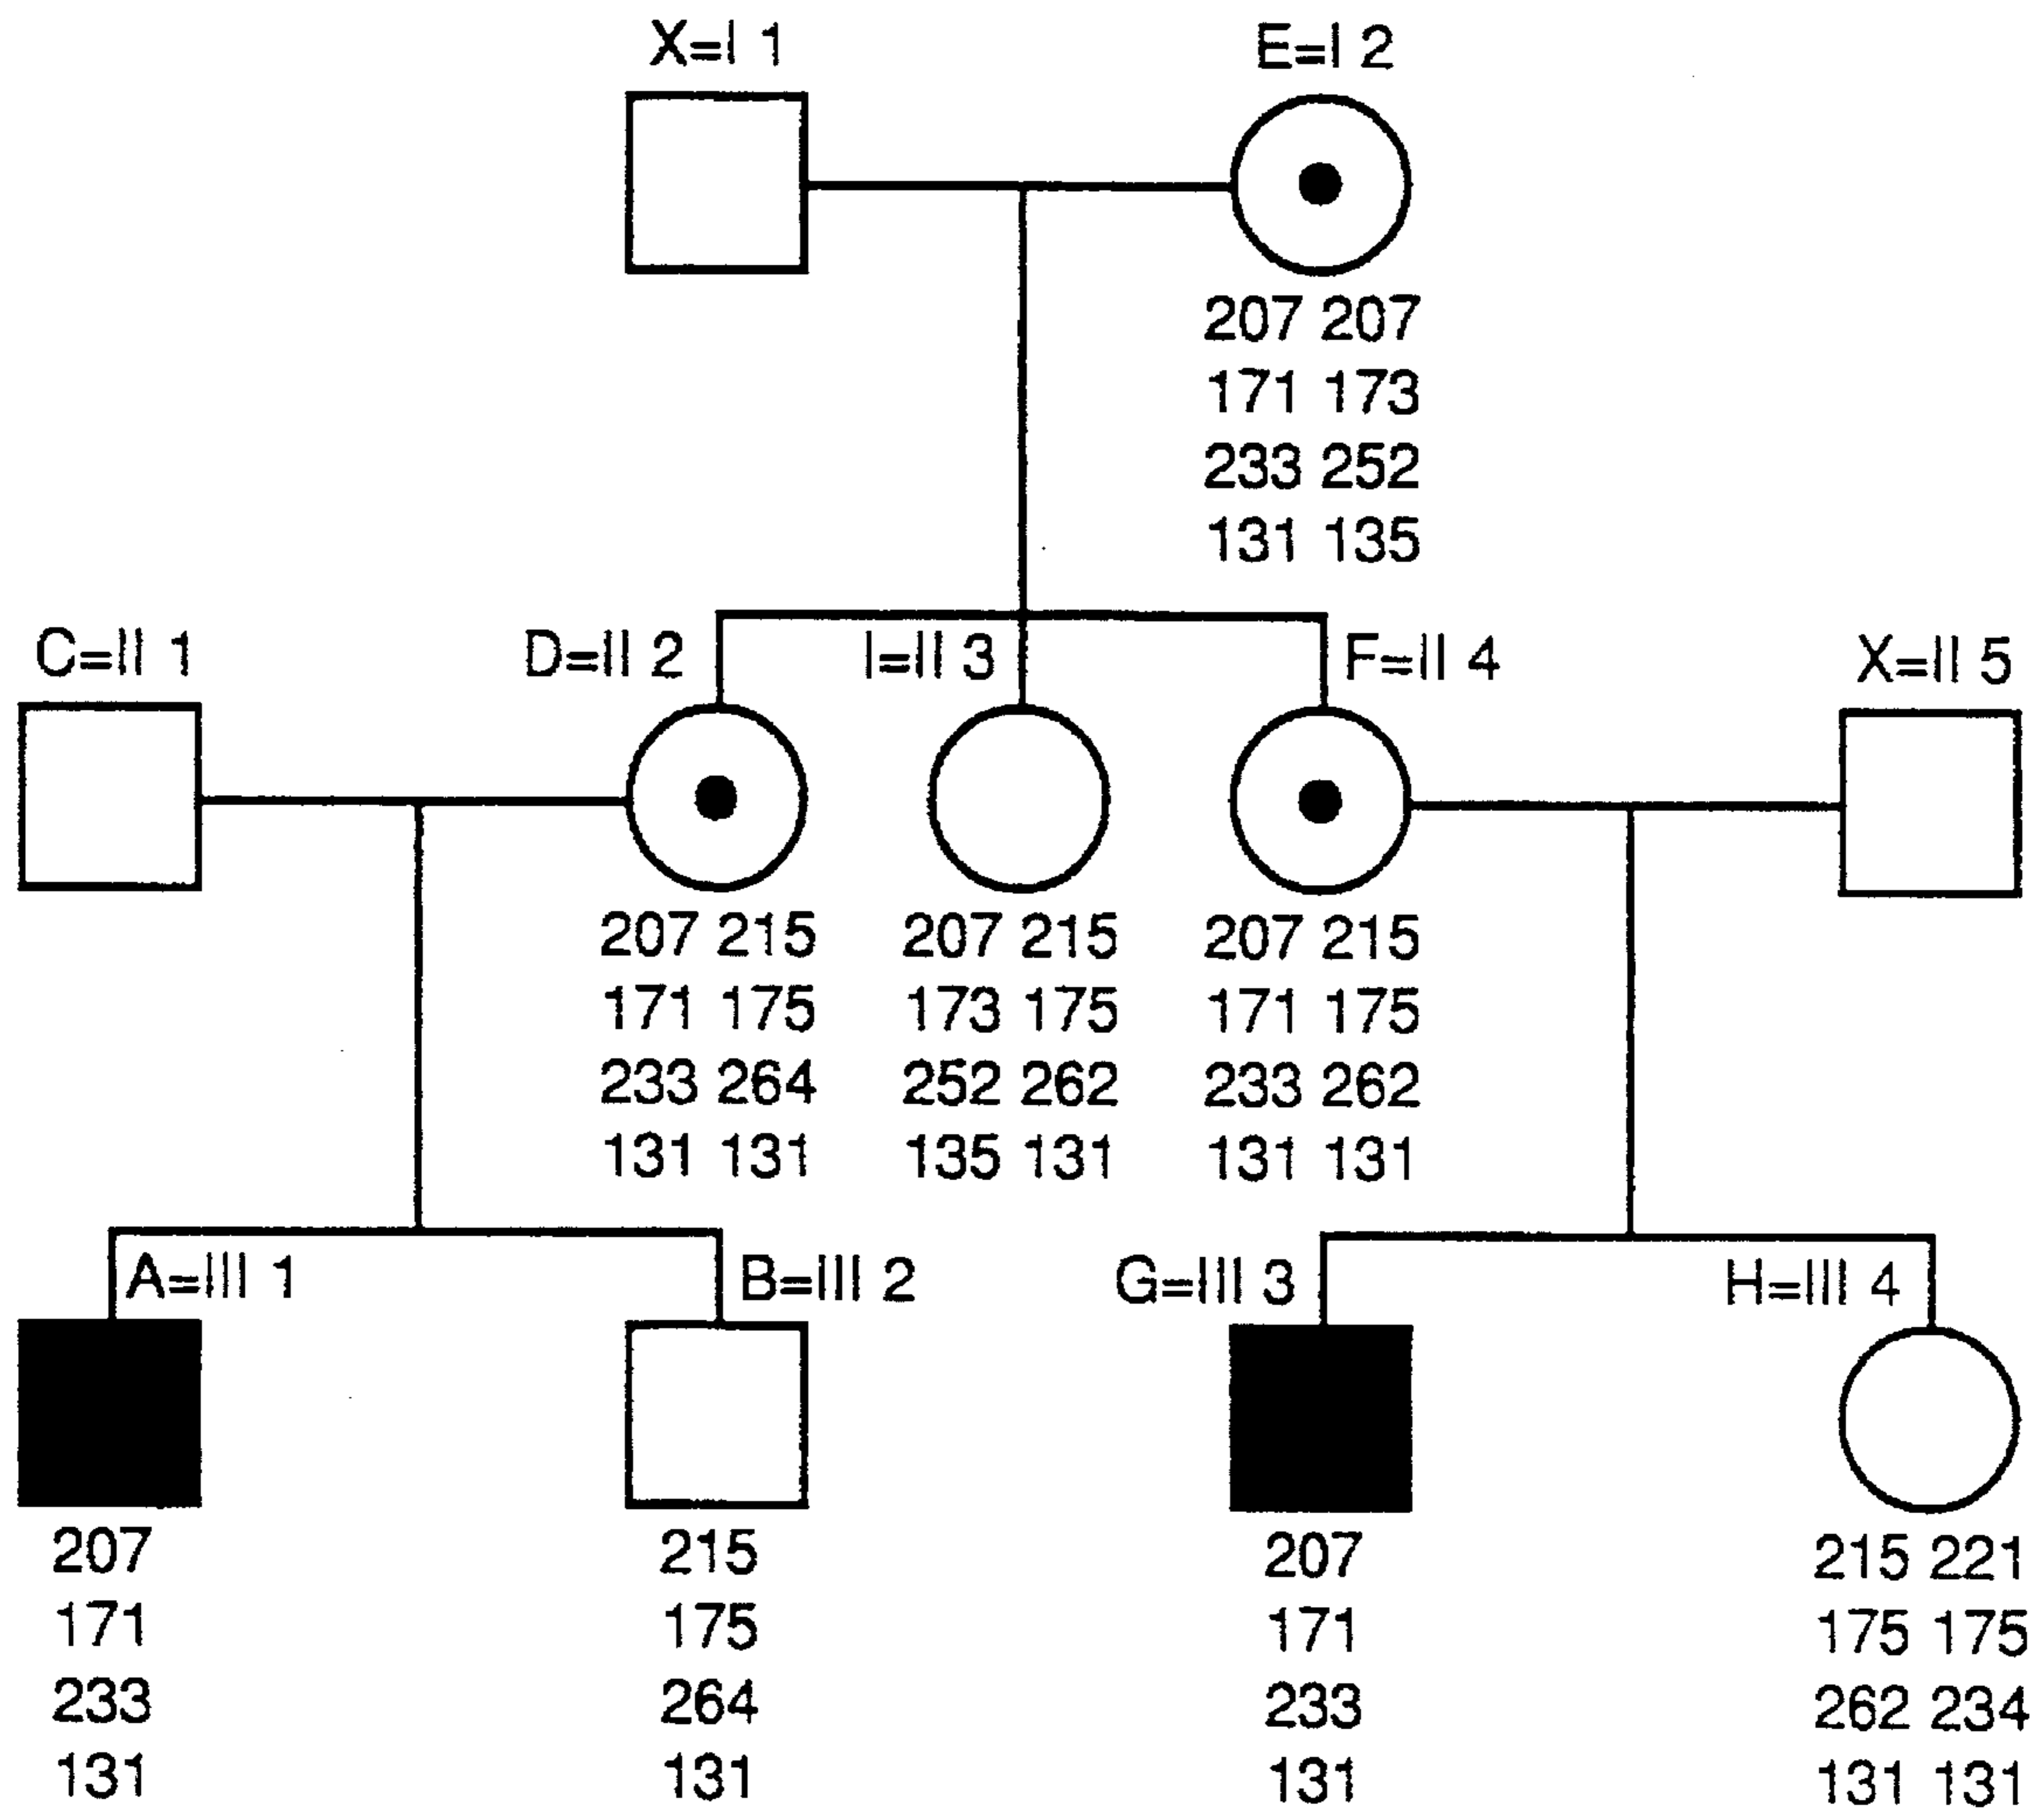 X=I 1 E=I 2
207 207
171 173
233 252
131 135
C=II 1 D=II 2 I=II 3 F=II 4 X=II 5
207 215 207 215 207 215
171 175 173 175 171 175
233 264 252 262 233 262
131 131 135 131 131 131
A=III 1 B=III 2 G=III 3 H=III 4
207 215 207 215 221
171 175 171 175 175
233 264 233 262 234
131 131 131 131 131